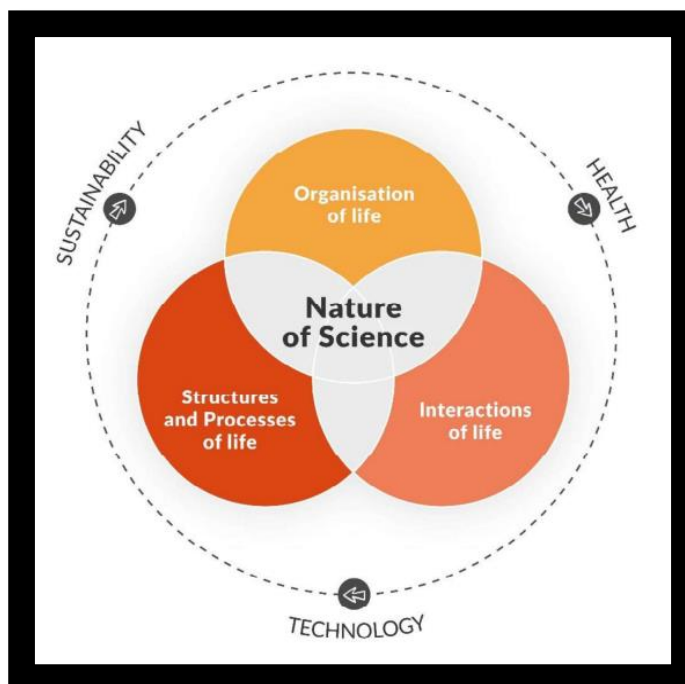 SUSTAINABILITY
HEALTH
Organisation
of life
Nature
of Science
Structures
and Processes
of life
Interactions
of life
TECHNOLOGY